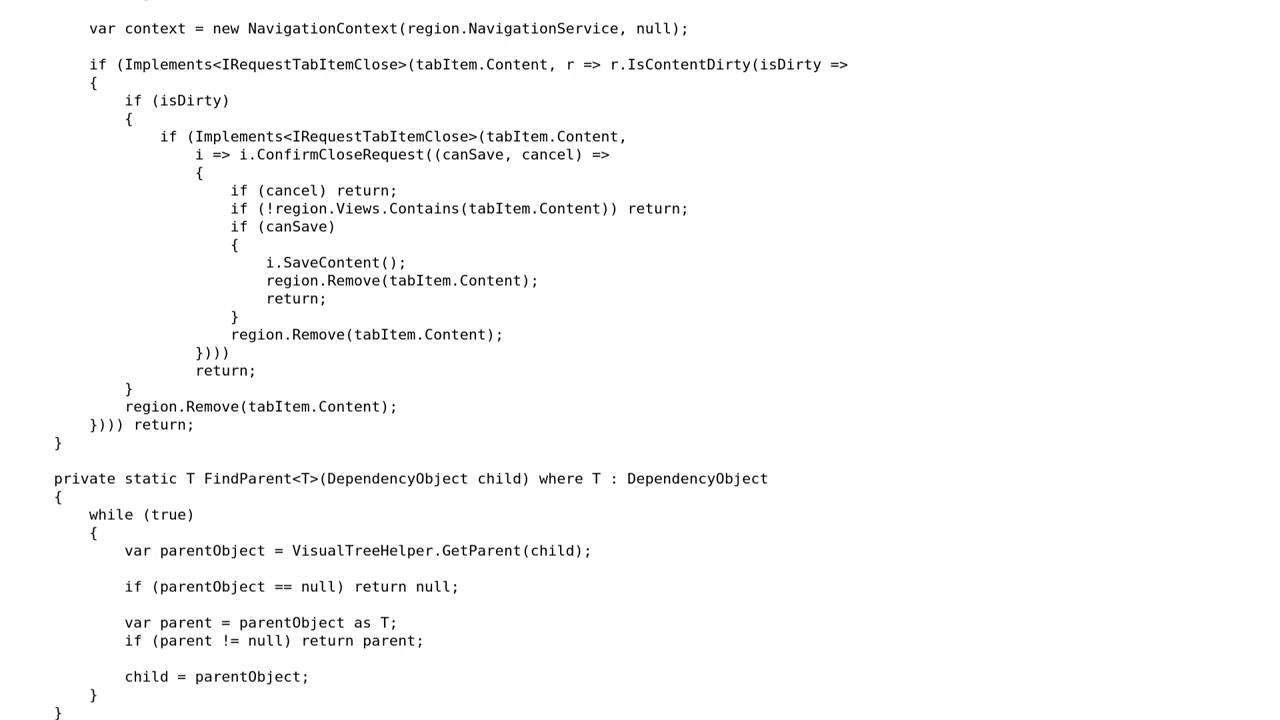 var context = new NavigationContext(region.NavigationService, null);
if (Implements<IRequestTabItemClose>(tabItem.Content, r => r.IsContentDirty(isDirty =>
{
if (isDirty)
{
if (Implements<IRequestTabItemClose>(tabItem.Content,
i => i.ConfirmCloseRequest((canSave, cancel) =>
{
if (cancel) return;
if (!region.Views.Contains(tabItem.Content)) return;
if (canSave)
{
i.SaveContent();
region.Remove(tabItem.Content);
return;
}
region.Remove(tabItem.Content);
})))
return;
}
region.Remove(tabItem.Content);
}))) return;
}
private static T FindParent<T>(DependencyObject child) where T : DependencyObject
{
while (true)
{
var parentObject = VisualTreeHelper.GetParent(child);
if (parentObject == null) return null;
var parent = parentObject as T;
if (parent != null) return parent;
child = parentObject;
}
}